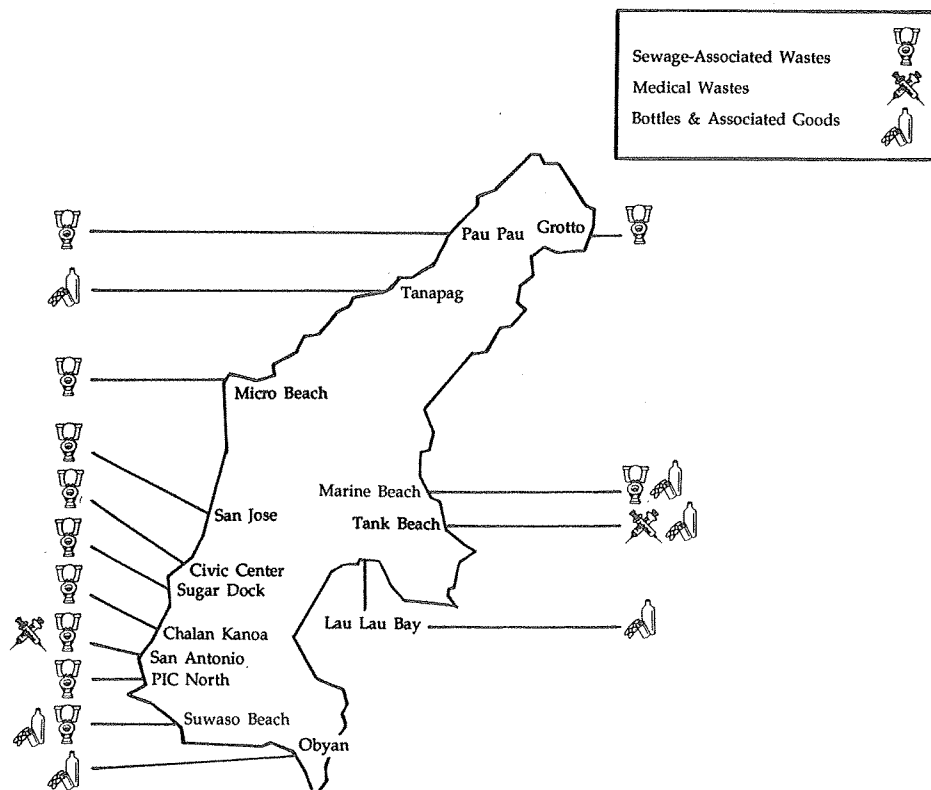 Sewage-Associated Wastes
Medical Wastes
Bottles & Associated Goods
Pau Pau
Grotto
Tanapag
Micro Beach
Marine Beach
San Jose
Tank Beach
Civic Center
Sugar Dock
Lau Lau Bay
Chalan Kanoa
San Antonio
PIC North
Suwaso Beach
Obyan